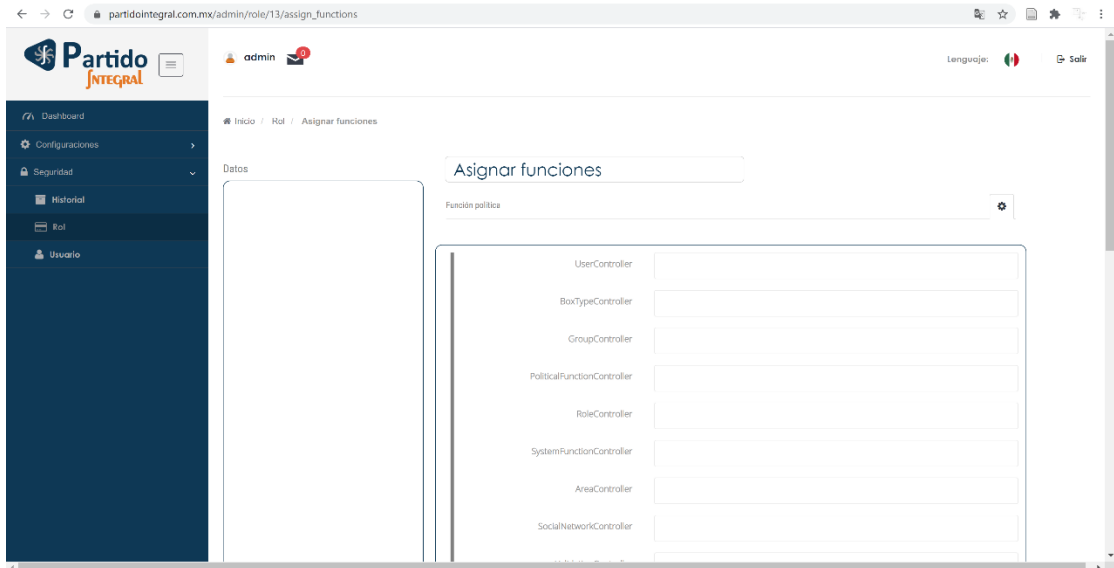 partidointegral.com.mx/admin/role/13/assign_functions
Partido
INTEGRAL
admin
0
Lenguaje:
Salir
Dashboard
Configuraciones
Seguridad
Historial
Rol
Usuario
Inicio / Rol / Asignar funciones
Datos
Asignar funciones
Función política
UserController
BoxTypeController
GroupController
PoliticalFunctionController
RoleController
SystemFunctionController
AreaController
SocialNetworkController